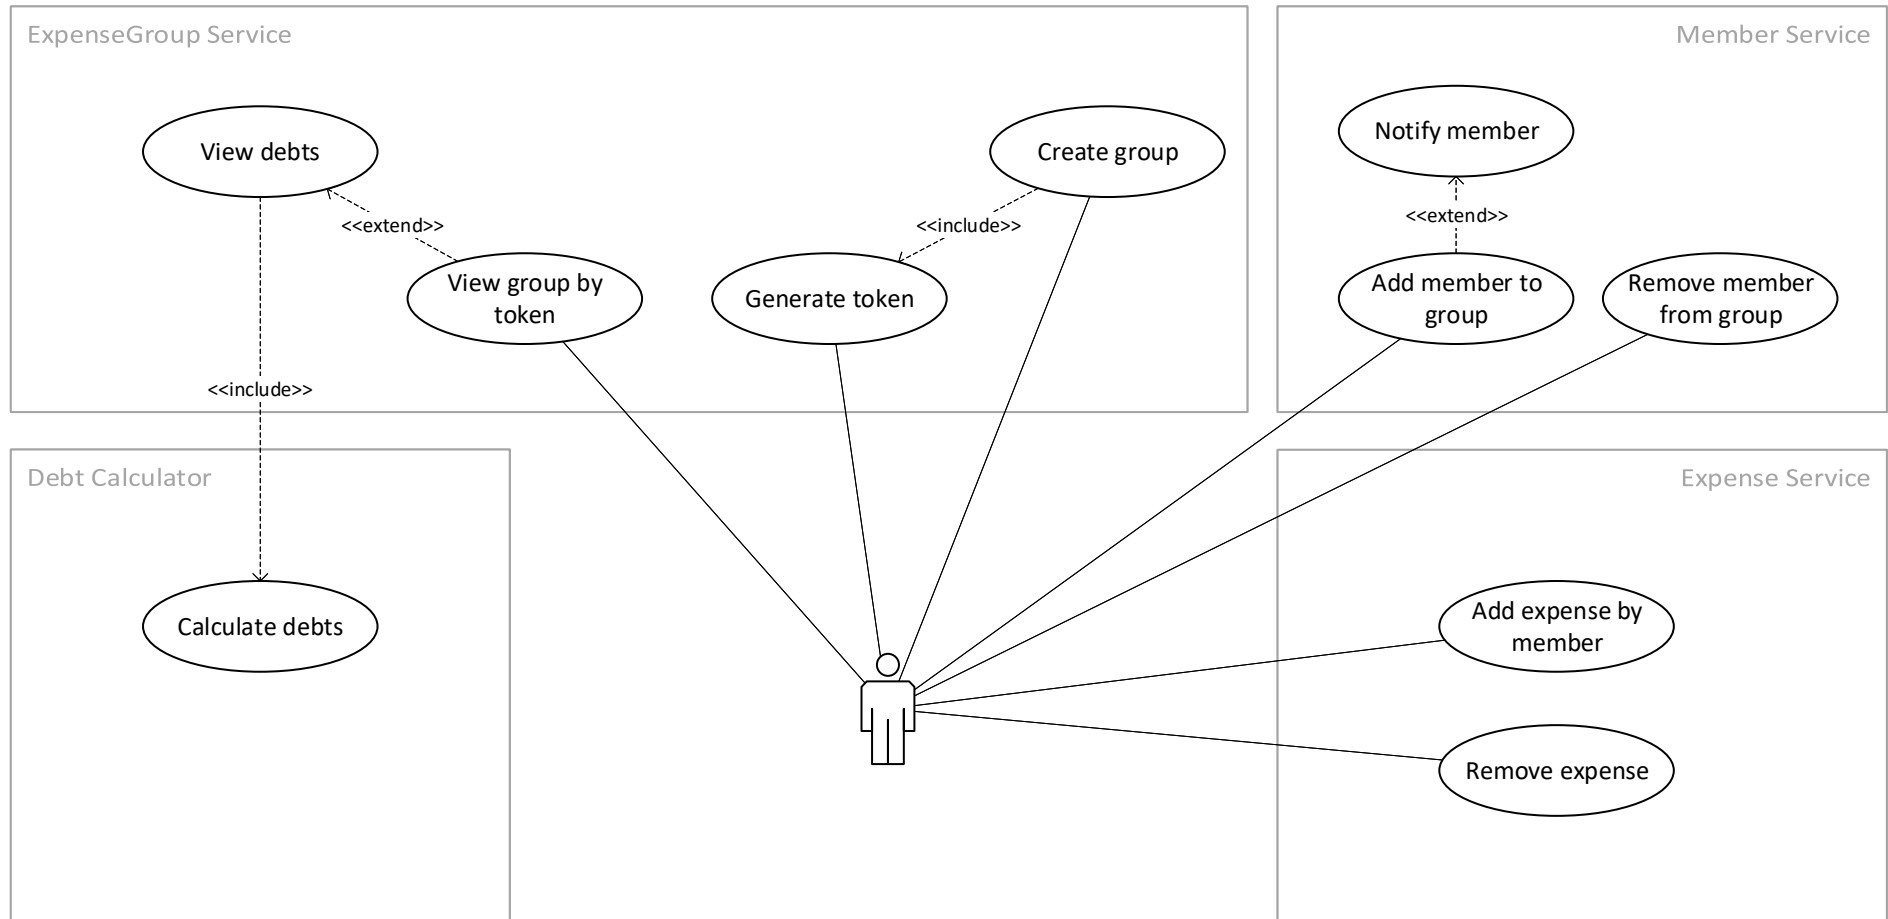 ExpenseGroup Service
Member Service
View debts
Create group
Notify member
<<extend>>
<<include>>
<<extend>>
View group by
token
Generate token
Add member to
group
Remove member
from group
<<include>>
Debt Calculator
Expense Service
Calculate debts
Add expense by
member
Remove expense